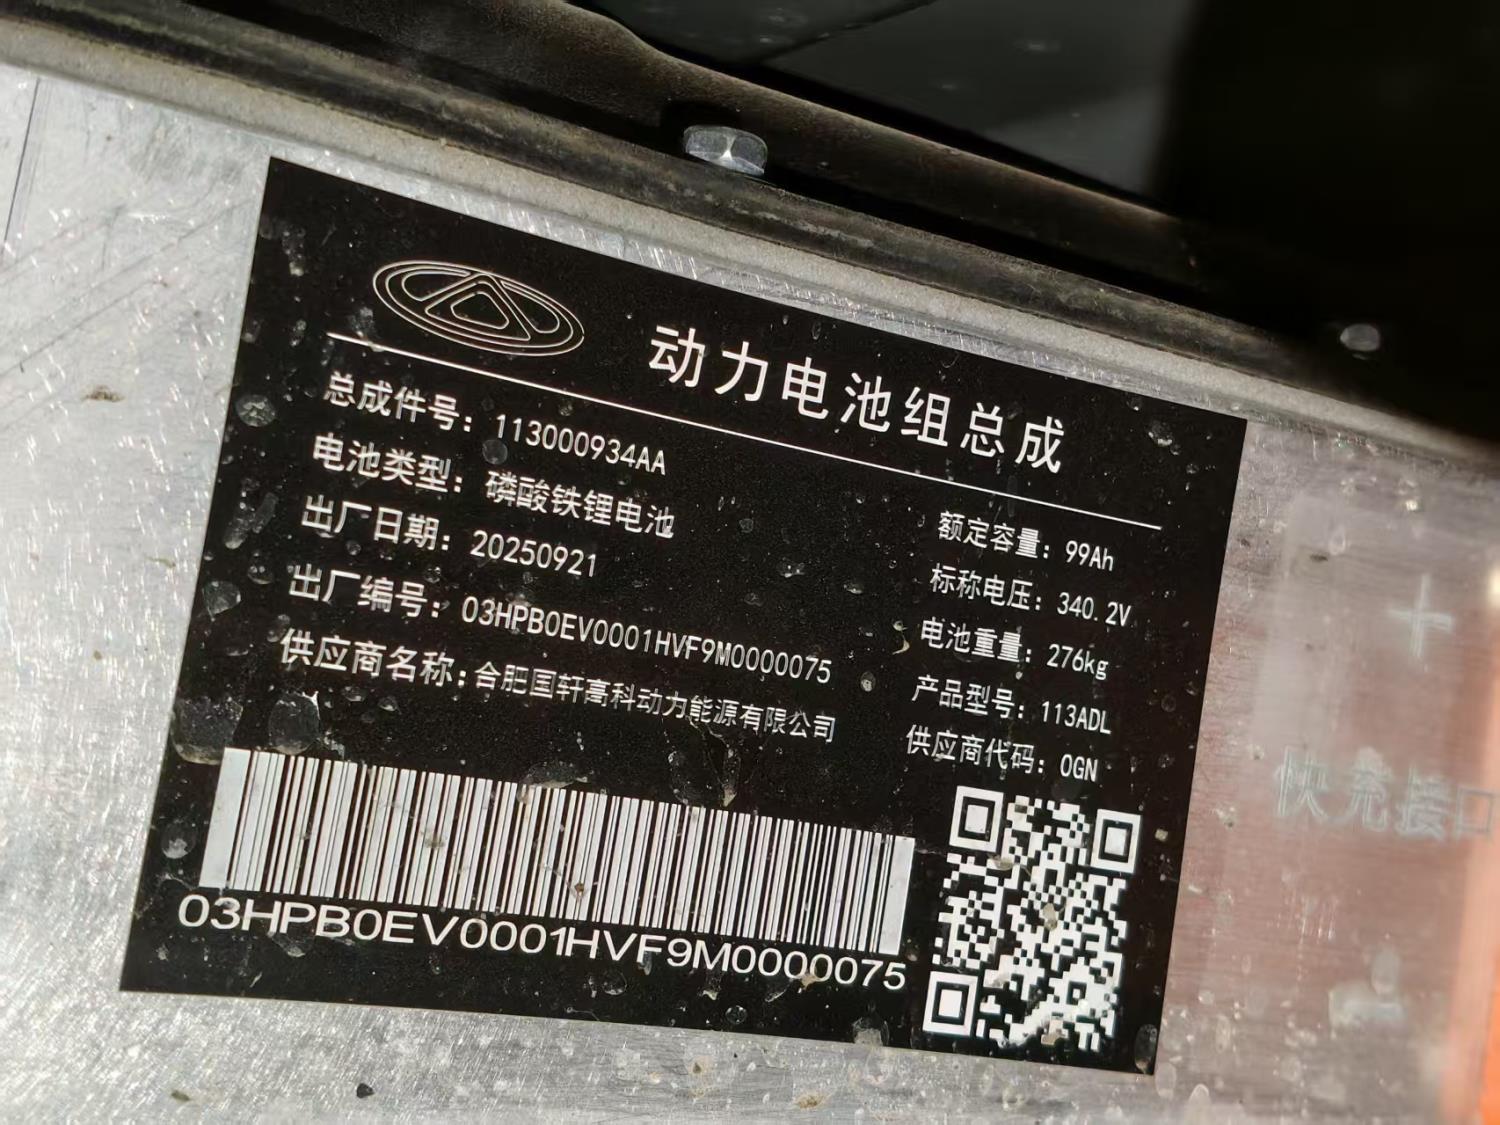 动力电池组总成
总成件号：113000934AA
电池类型：磷酸铁锂电池
出厂日期：20250921
出厂编号：03HPB0EV0001HVF9M0000075
供应商名称：合肥国轩高科动力能源有限公司
额定容量：99Ah
标称电压：340.2V
电池重量：276kg
产品型号：113ADL
供应商代码：0GN
03HPB0EV0001HVF9M0000075
+
快充接口